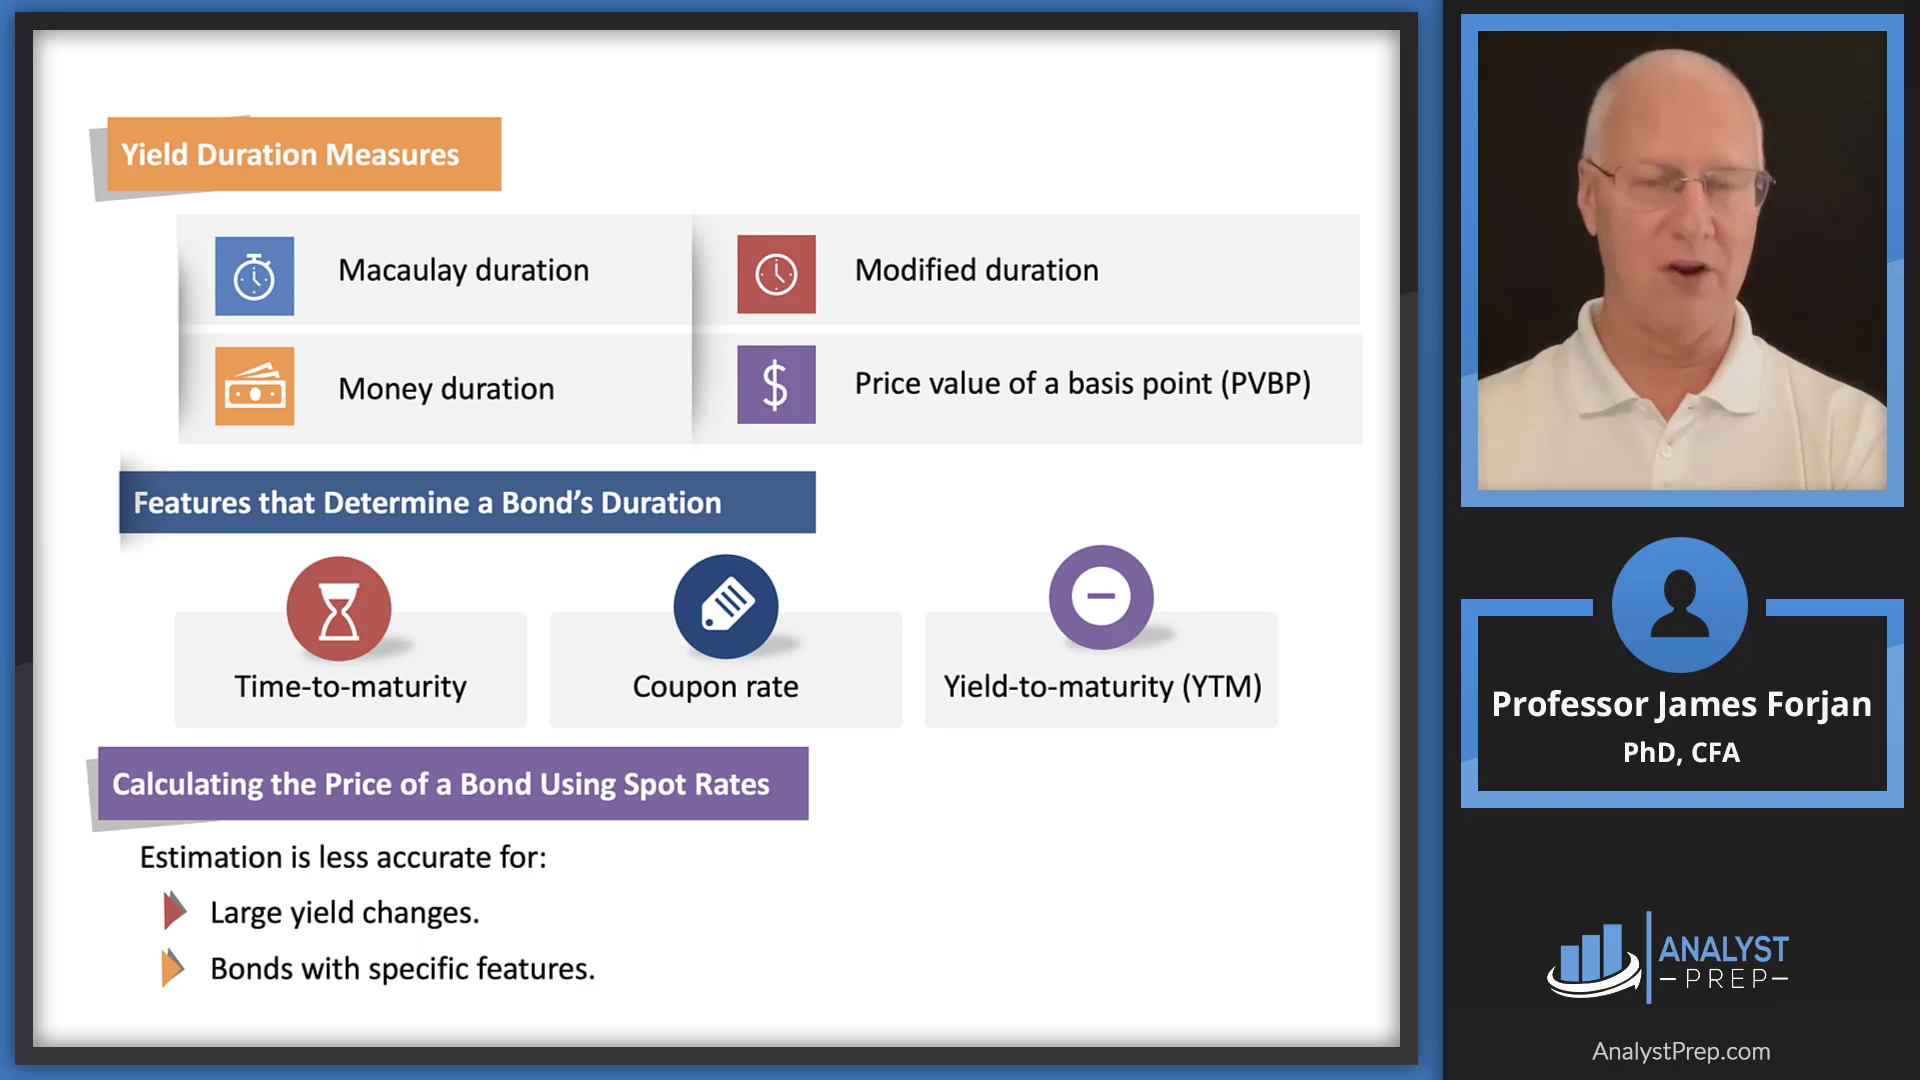 Yield Duration Measures
Macaulay duration
Modified duration
Money duration
$
Price value of a basis point (PVBP)
Features that Determine a Bond’s Duration
Time-to-maturity
Coupon rate
Yield-to-maturity (YTM)
Calculating the Price of a Bond Using Spot Rates
Estimation is less accurate for:
Large yield changes.
Bonds with specific features.
Professor James Forjan
PhD, CFA
ANALYST
PREP
AnalystPrep.com